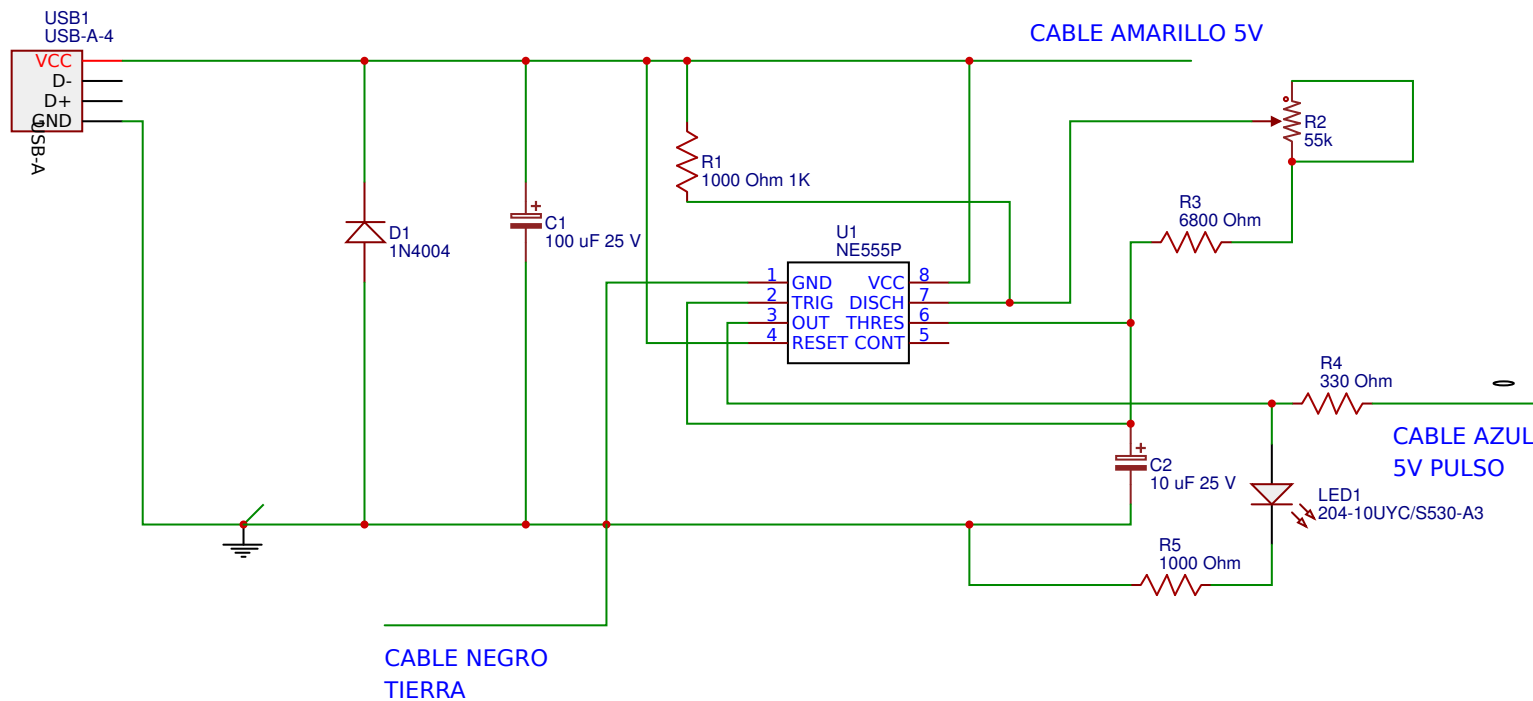 USB1
USB-A-4
VCC
D-
D+
GND
USB-A
CABLE AMARILLO 5V
R2
55k
R1
1000 Ohm 1K
R3
6800 Ohm
D1
1N4004
C1
100 uF 25 V
U1
NE555P
1 GND VCC 8
2 TRIG DISCH 7
3 OUT THRES 6
4 RESET CONT 5
R4
330 Ohm
CABLE AZUL
5V PULSO
C2
10 uF 25 V
LED1
204-10UYC/S530-A3
R5
1000 Ohm
CABLE NEGRO
TIERRA